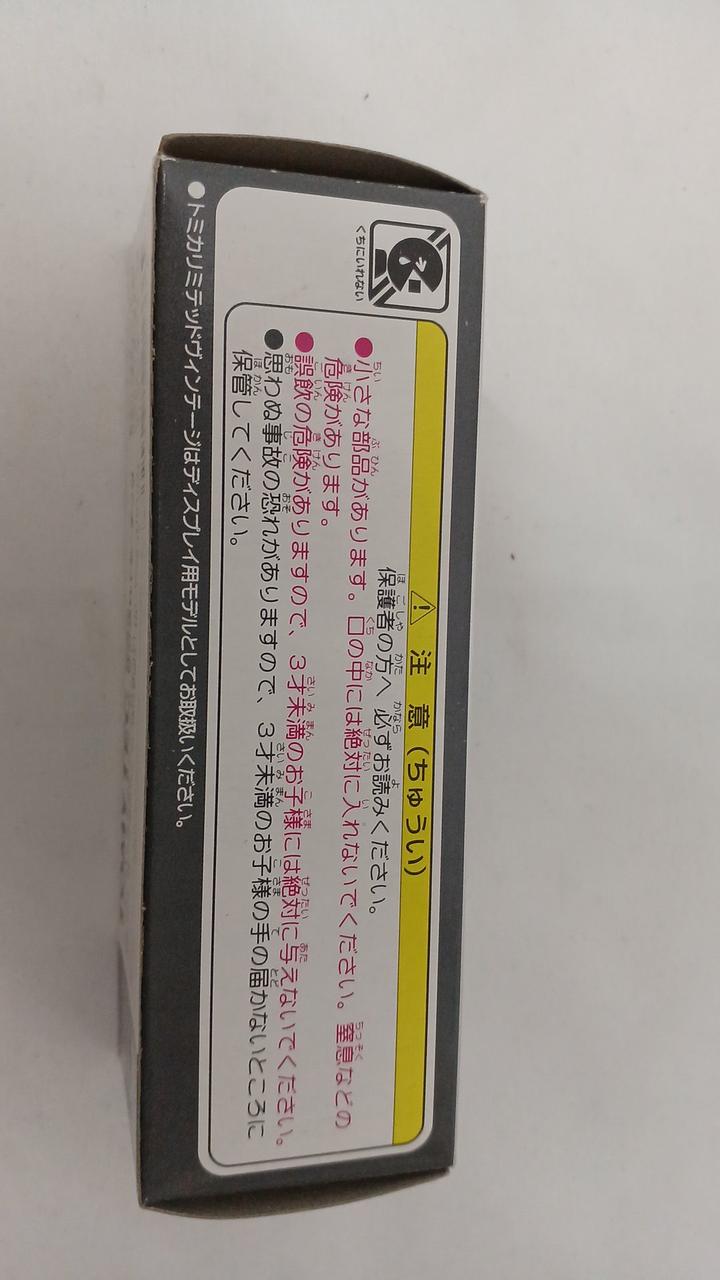 くちにいれない
⚠ 注意(ちゅうい)
保護者の方へ 必ずお読みください。
●小さな部品があります。口の中には絶対に入れないでください。窒息などの
危険があります。
●誤飲の危険がありますので、3才未満のお子様には絶対に与えないでください。
●思わぬ事故の恐れがありますので、3才未満のお子様の手の届かないところに
保管してください。
●トミカリミテッドヴィンテージはディスプレイ用モデルとしてお取扱いください。